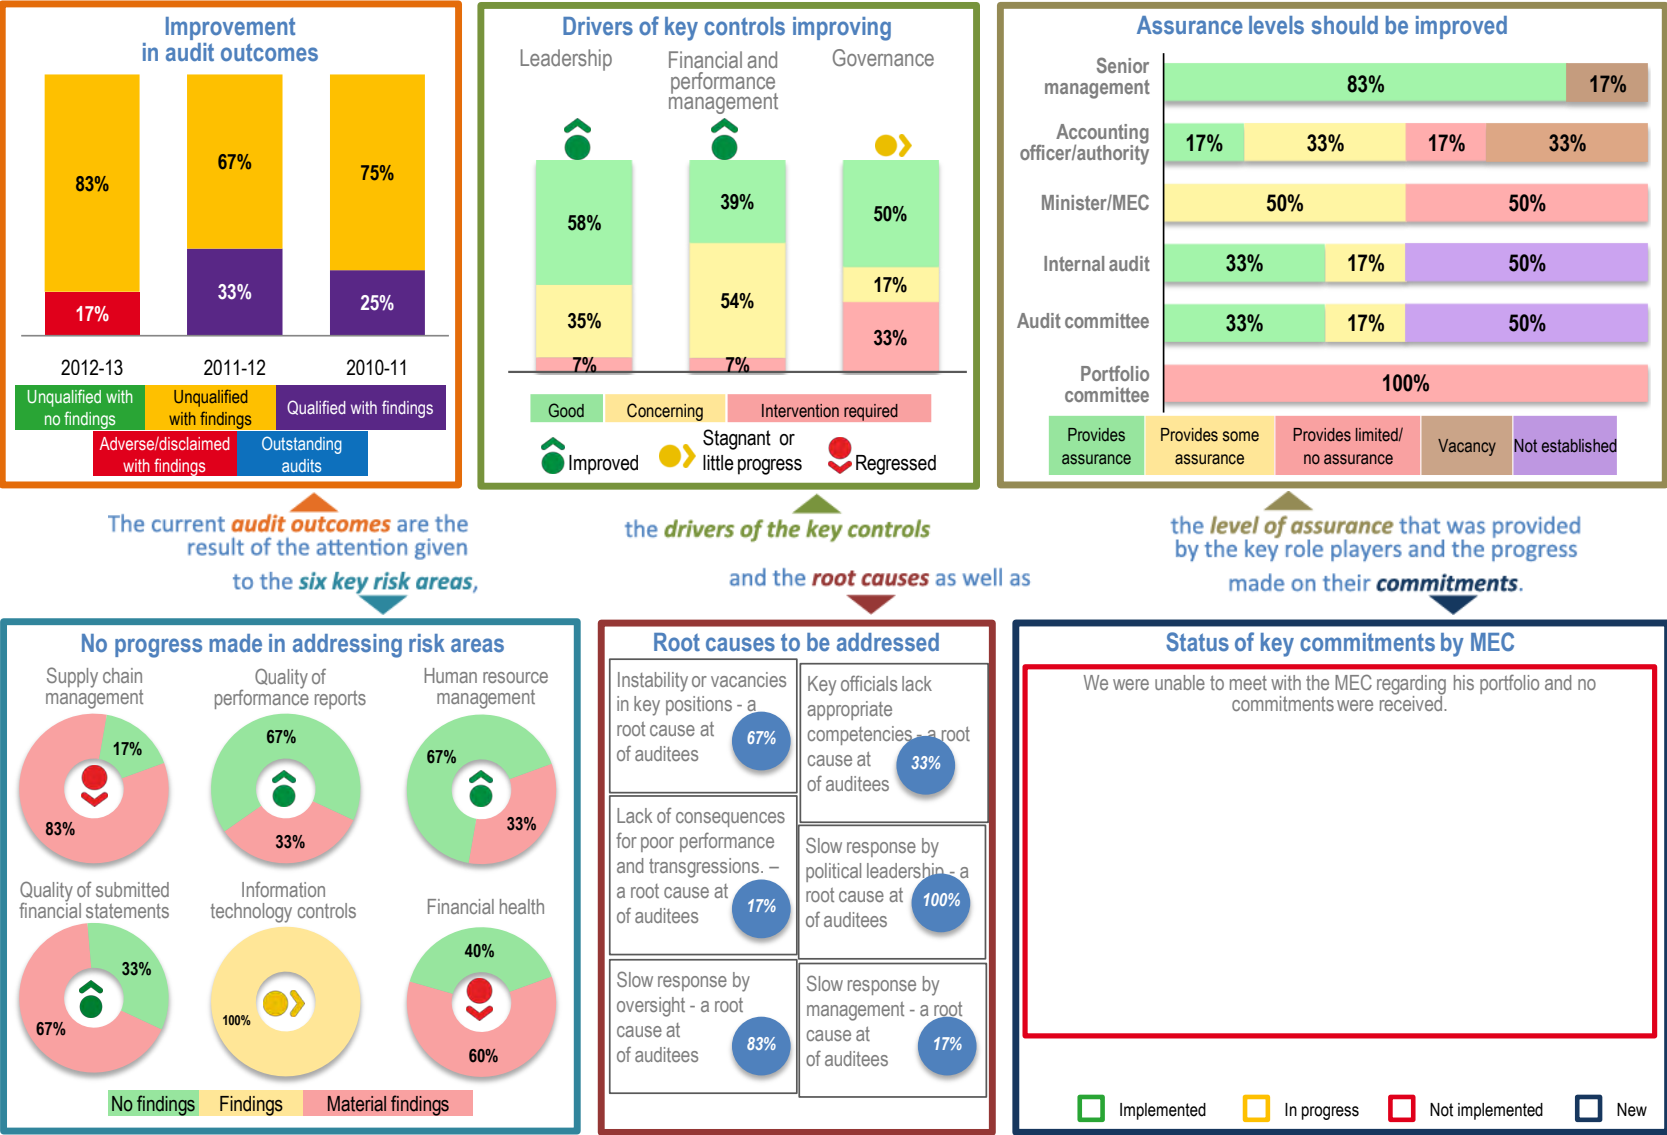 Improvement
in audit outcomes
83%
67%
75%
17%
33%
25%
2012-13
2011-12
2010-11
Unqualified with
no findings
Unqualified
with findings
Qualified with findings
Adverse/disclaimed
with findings
Outstanding
audits
Drivers of key controls improving
Leadership
Financial and
performance
management
Governance
58%
39%
50%
35%
54%
17%
33%
7%
7%
Good
Concerning
Intervention required
Improved
Stagnant or
little progress
Regressed
Assurance levels should be improved
Senior
management
83%
17%
Accounting
officer/authority
17%
33%
17%
33%
Minister/MEC
50%
50%
Internal audit
33%
17%
50%
Audit committee
33%
17%
50%
Portfolio
committee
100%
Provides
assurance
Provides some
assurance
Provides limited/
no assurance
Vacancy
Not established
The current audit outcomes are the
result of the attention given
to the six key risk areas,
the drivers of the key controls
and the root causes as well as
the level of assurance that was provided
by the key role players and the progress
made on their commitments.
No progress made in addressing risk areas
Supply chain
management
17%
83%
Quality of
performance reports
67%
33%
Human resource
management
67%
33%
Quality of submitted
financial statements
33%
67%
Information
technology controls
100%
Financial health
40%
60%
No findings
Findings
Material findings
Root causes to be addressed
Instability or vacancies
in key positions - a
root cause at
of auditees
67%
Key officials lack
appropriate
competencies - a root
cause at
of auditees
33%
Lack of consequences
for poor performance
and transgressions. –
a root cause at
of auditees
17%
Slow response by
political leadership - a
root cause at
of auditees
100%
Slow response by
oversight - a root
cause at
of auditees
83%
Slow response by
management - a root
cause at
of auditees
17%
Status of key commitments by MEC
We were unable to meet with the MEC regarding his portfolio and no
commitments were received.
Implemented
In progress
Not implemented
New